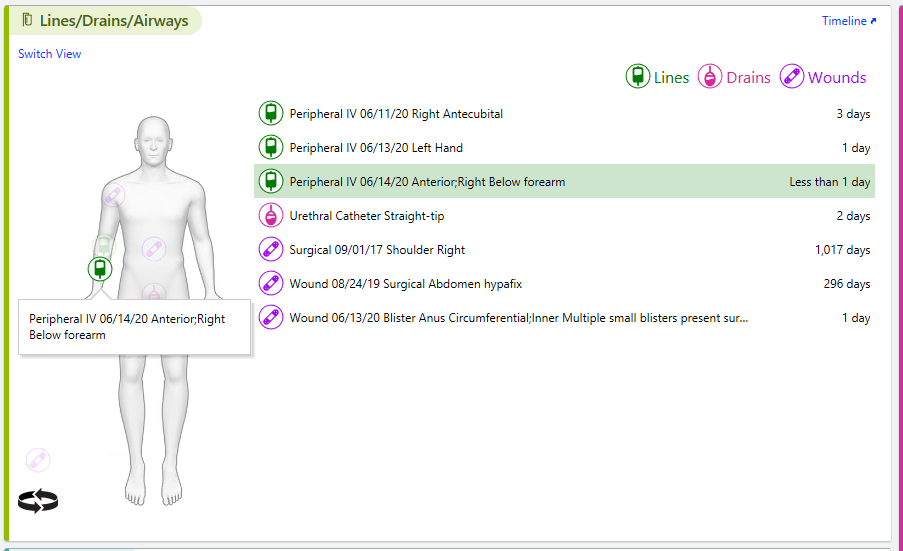 Lines/Drains/Airways
Timeline
Switch View
Lines Drains Wounds
Peripheral IV 06/11/20 Right Antecubital 3 days
Peripheral IV 06/13/20 Left Hand 1 day
Peripheral IV 06/14/20 Anterior;Right Below forearm Less than 1 day
Urethral Catheter Straight-tip 2 days
Surgical 09/01/17 Shoulder Right 1,017 days
Wound 08/24/19 Surgical Abdomen hypafix 296 days
Wound 06/13/20 Blister Anus Circumferential;Inner Multiple small blisters present sur... 1 day
Peripheral IV 06/14/20 Anterior;Right
Below forearm